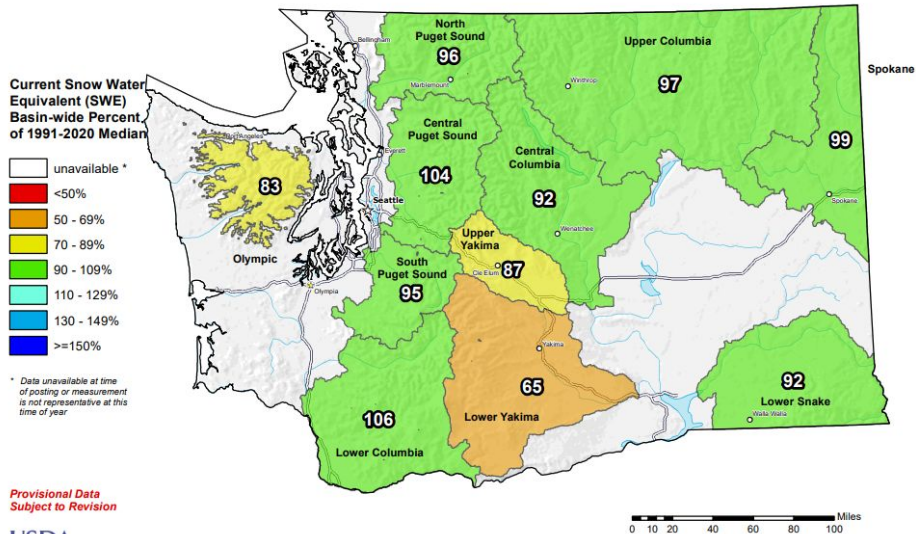 Current Snow Water
Equivalent (SWE)
Basin-wide Percent
of 1991-2020 Median
unavailable *
<50%
50 - 69%
70 - 89%
90 - 109%
110 - 129%
130 - 149%
>=150%
* Data unavailable at time
of posting or measurement
is not representative at this
time of year
Provisional Data
Subject to Revision
USDA
North
Puget Sound
96
Bellingham
Marblemount
Upper Columbia
97
Winthrop
Spokane
99
Spokane
Central
Puget Sound
104
Everett
Seattle
Central
Columbia
92
Wenatchee
Port Angeles
83
Olympic
Olympia
South
Puget Sound
95
Upper
Yakima
87
Cle Elum
Yakima
65
Lower Yakima
106
Lower Columbia
92
Lower Snake
Walla Walla
Miles
0 10 20 40 60 80 100